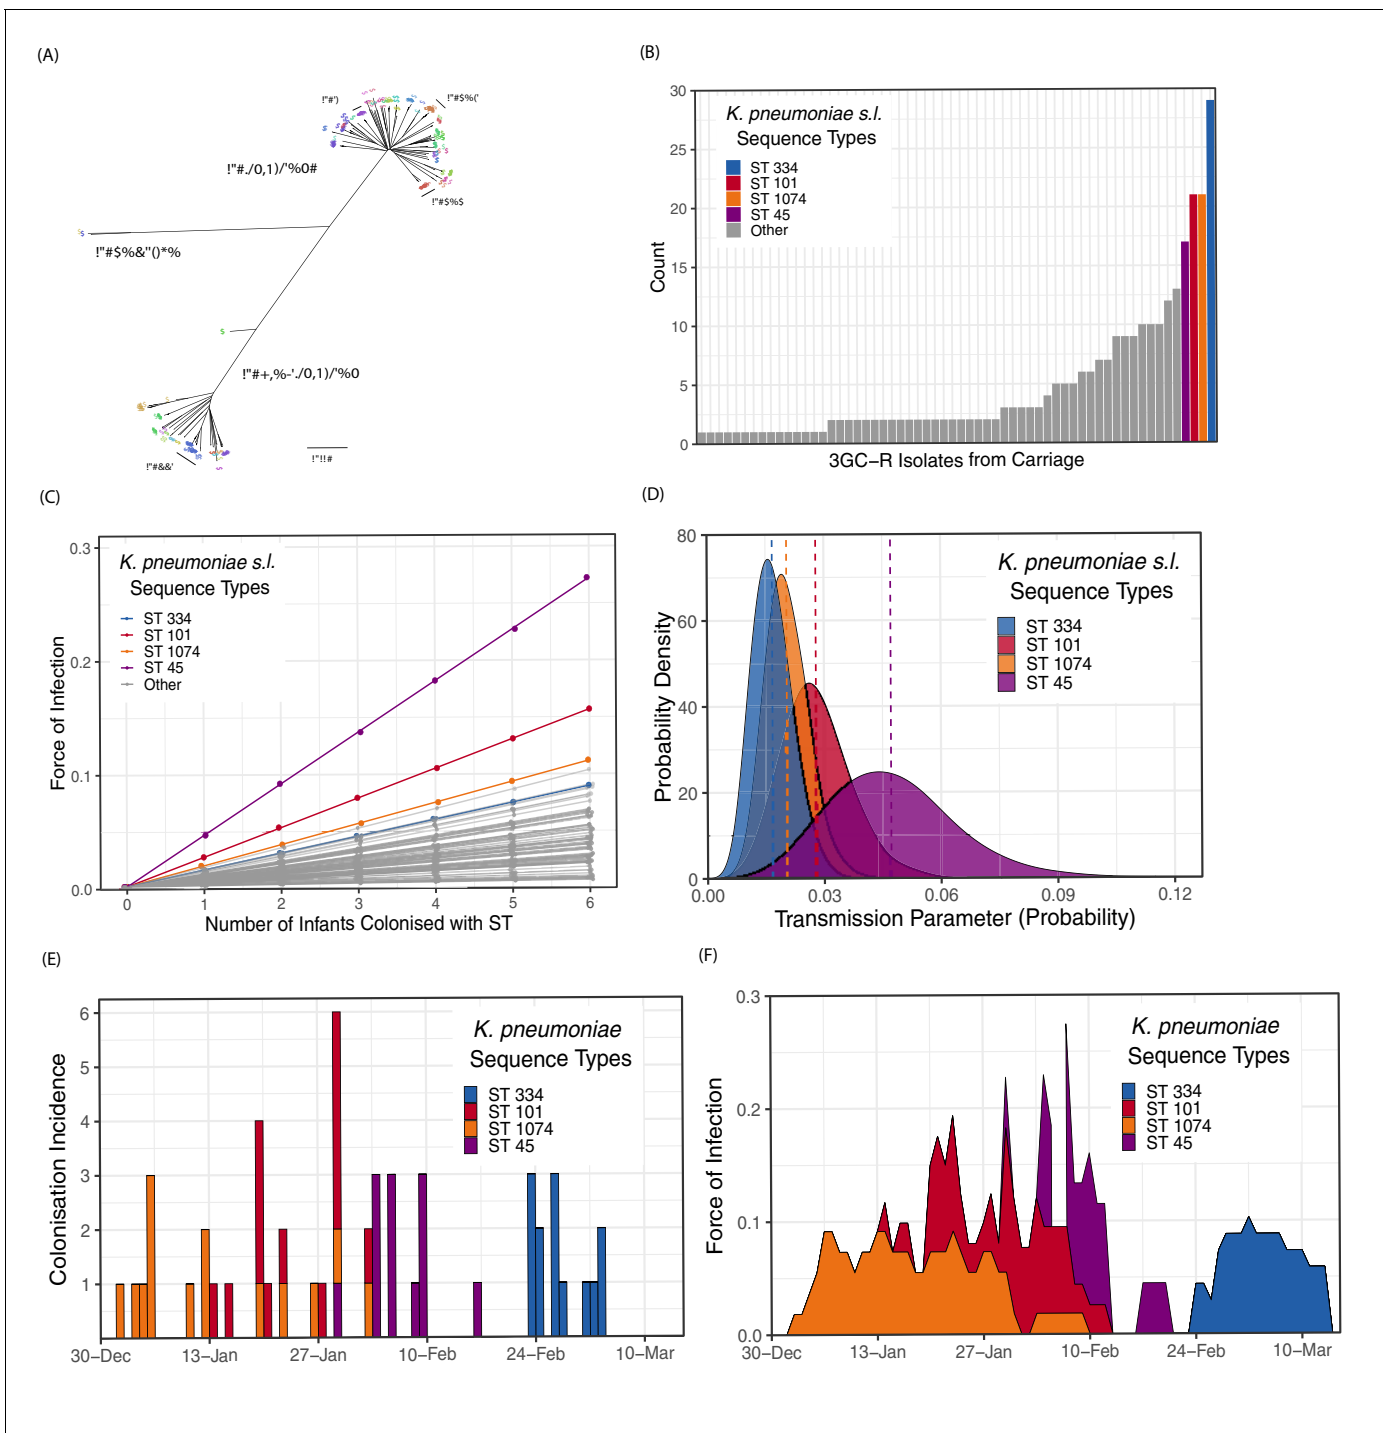 (A)
!"#')
!"#$%('
!"#./0,1)/'%0#
!"#$%$
$
!"#$%&"()*%
$
!"#+,%-'./0,1)/'%0
!"#&&'
!"!!#
(B)
K. pneumoniae s.l.
Sequence Types
ST 334
ST 101
ST 1074
ST 45
Other
30
25
20
15
10
5
0
Count
3GC−R Isolates from Carriage
(C)
K. pneumoniae s.l.
Sequence Types
ST 334
ST 101
ST 1074
ST 45
Other
0.3
0.2
0.1
0.0
Force of Infection
0 1 2 3 4 5 6
Number of Infants Colonised with ST
(D)
K. pneumoniae s.l.
Sequence Types
ST 334
ST 101
ST 1074
ST 45
80
60
40
20
0
Probability Density
0.00 0.03 0.06 0.09 0.12
Transmission Parameter (Probability)
(E)
K. pneumoniae
Sequence Types
ST 334
ST 101
ST 1074
ST 45
6
5
4
3
2
1
Colonisation Incidence
30−Dec 13−Jan 27−Jan 10−Feb 24−Feb 10−Mar
(F)
K. pneumoniae
Sequence Types
ST 334
ST 101
ST 1074
ST 45
0.3
0.2
0.1
0.0
Force of Infection
30−Dec 13−Jan 27−Jan 10−Feb 24−Feb 10−Mar